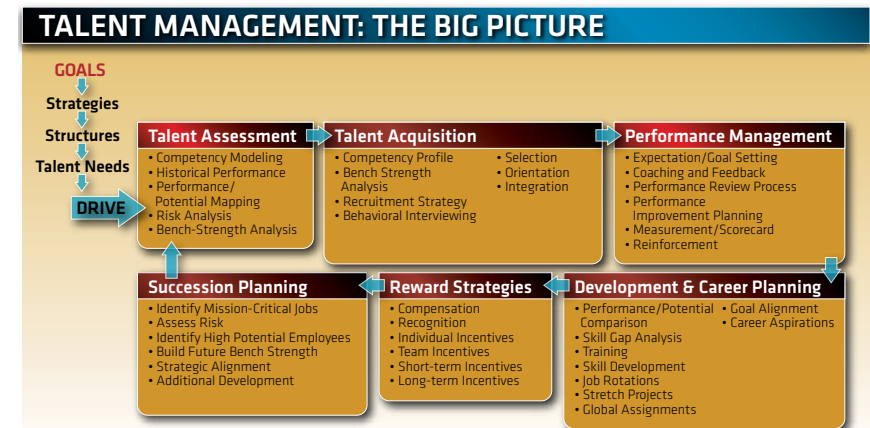 TALENT MANAGEMENT: THE BIG PICTURE
GOALS
Strategies
Structures
Talent Needs
DRIVE
Talent Assessment
• Competency Modeling
• Historical Performance
• Performance/
Potential Mapping
• Risk Analysis
• Bench-Strength Analysis
Talent Acquisition
• Competency Profile
• Bench Strength
Analysis
• Recruitment Strategy
• Behavioral Interviewing
• Selection
• Orientation
• Integration
Performance Management
• Expectation/Goal Setting
• Coaching and Feedback
• Performance Review Process
• Performance
Improvement Planning
• Measurement/Scorecard
• Reinforcement
Succession Planning
• Identify Mission-Critical Jobs
• Assess Risk
• Identify High Potential Employees
• Build Future Bench Strength
• Strategic Alignment
• Additional Development
Reward Strategies
• Compensation
• Recognition
• Individual Incentives
• Team Incentives
• Short-term Incentives
• Long-term Incentives
Development & Career Planning
• Performance/Potential
Comparison
• Skill Gap Analysis
• Training
• Skill Development
• Job Rotations
• Stretch Projects
• Global Assignments
• Goal Alignment
• Career Aspirations